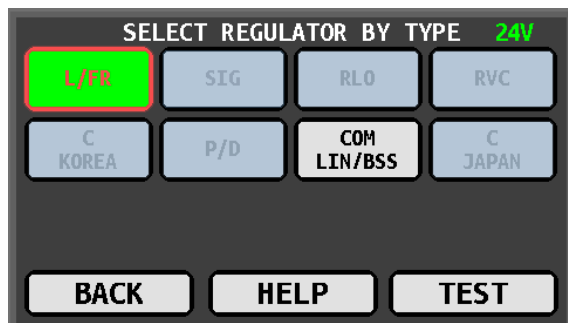 SELECT REGULATOR BY TYPE 24V
L/FR SIG RLO RVC
C KOREA P/D COM LIN/BSS C JAPAN
BACK HELP TEST